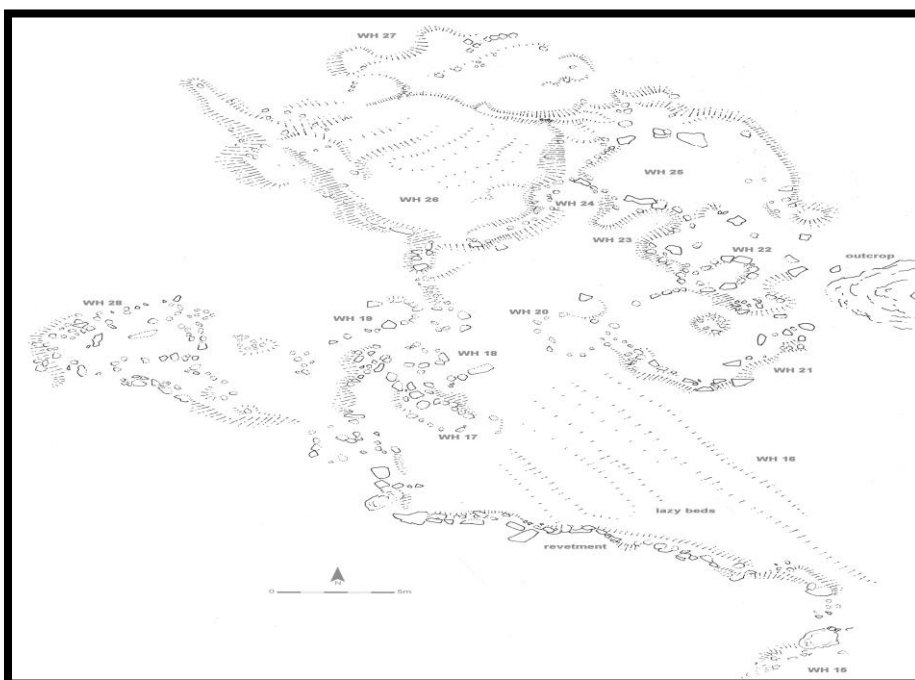 WH 27
WH 25
WH 26
WH 24
WH 23
WH 22
outcrop
WH 28
WH 19
WH 20
WH 18
WH 21
WH 17
WH 16
lazy beds
revetment
N
0 5m
WH 15